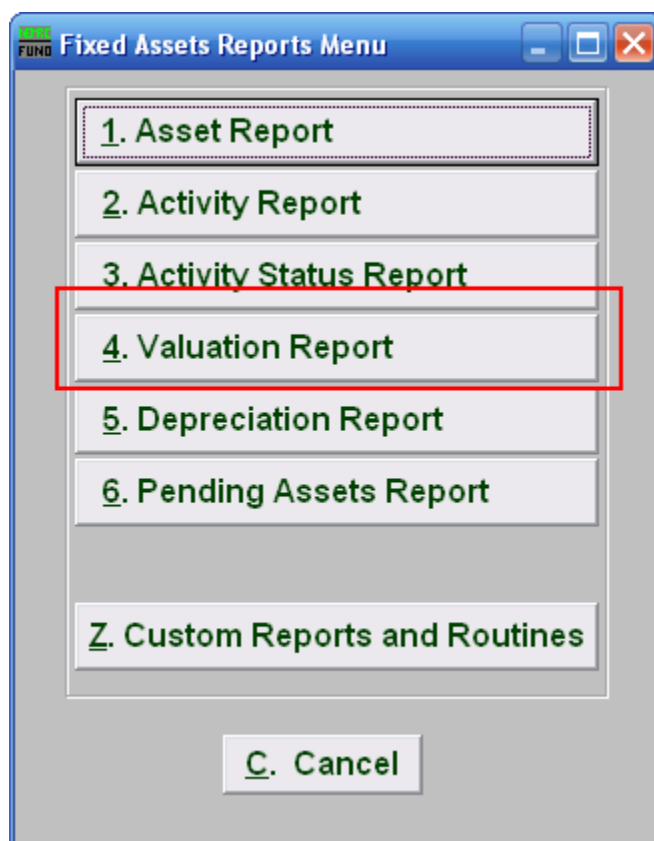 FUND Fixed Assets Reports Menu
1. Asset Report
2. Activity Report
3. Activity Status Report
4. Valuation Report
5. Depreciation Report
6. Pending Assets Report
Z. Custom Reports and Routines
C. Cancel